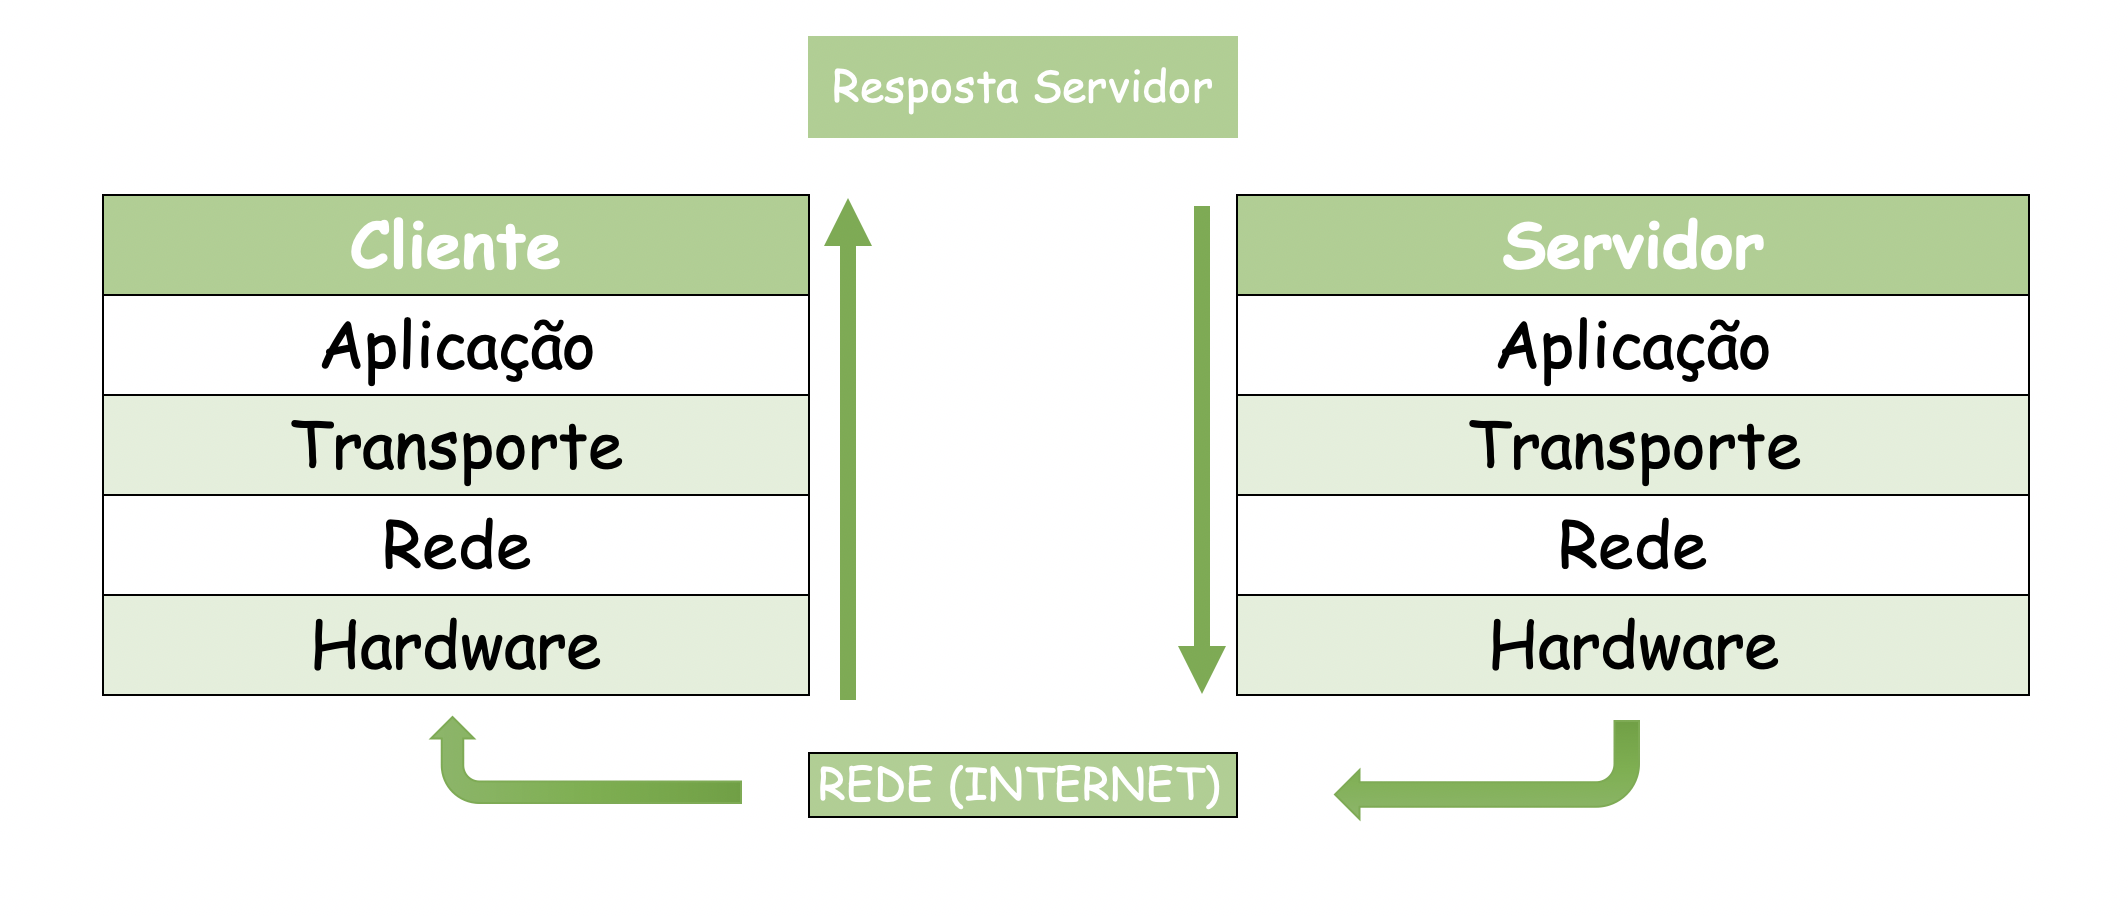 Resposta Servidor
Cliente
Aplicação
Transporte
Rede
Hardware
Servidor
Aplicação
Transporte
Rede
Hardware
REDE (INTERNET)